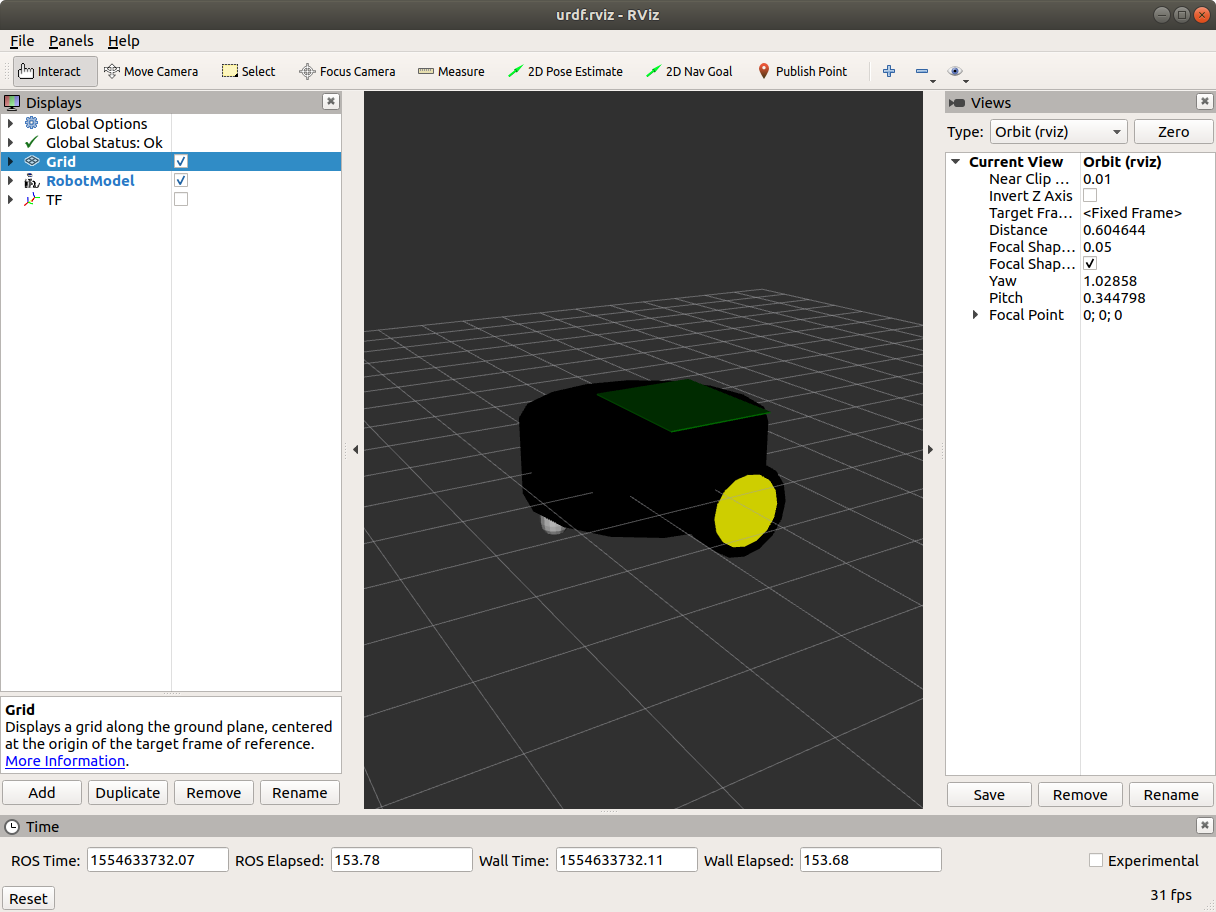 urdf.rviz - RViz
File Panels Help
Interact Move Camera Select Focus Camera Measure 2D Pose Estimate 2D Nav Goal Publish Point
Displays
Global Options
Global Status: Ok
Grid
RobotModel
TF
Grid
Displays a grid along the ground plane, centered
at the origin of the target frame of reference.
More Information.
Add Duplicate Remove Rename
Views
Type: Orbit (rviz) Zero
Current View Orbit (rviz)
Near Clip ... 0.01
Invert Z Axis
Target Fra... <Fixed Frame>
Distance 0.604644
Focal Shap... 0.05
Focal Shap...
Yaw 1.02858
Pitch 0.344798
Focal Point 0; 0; 0
Save Remove Rename
Time
ROS Time: 1554633732.07 ROS Elapsed: 153.78 Wall Time: 1554633732.11 Wall Elapsed: 153.68 Experimental
Reset 31 fps